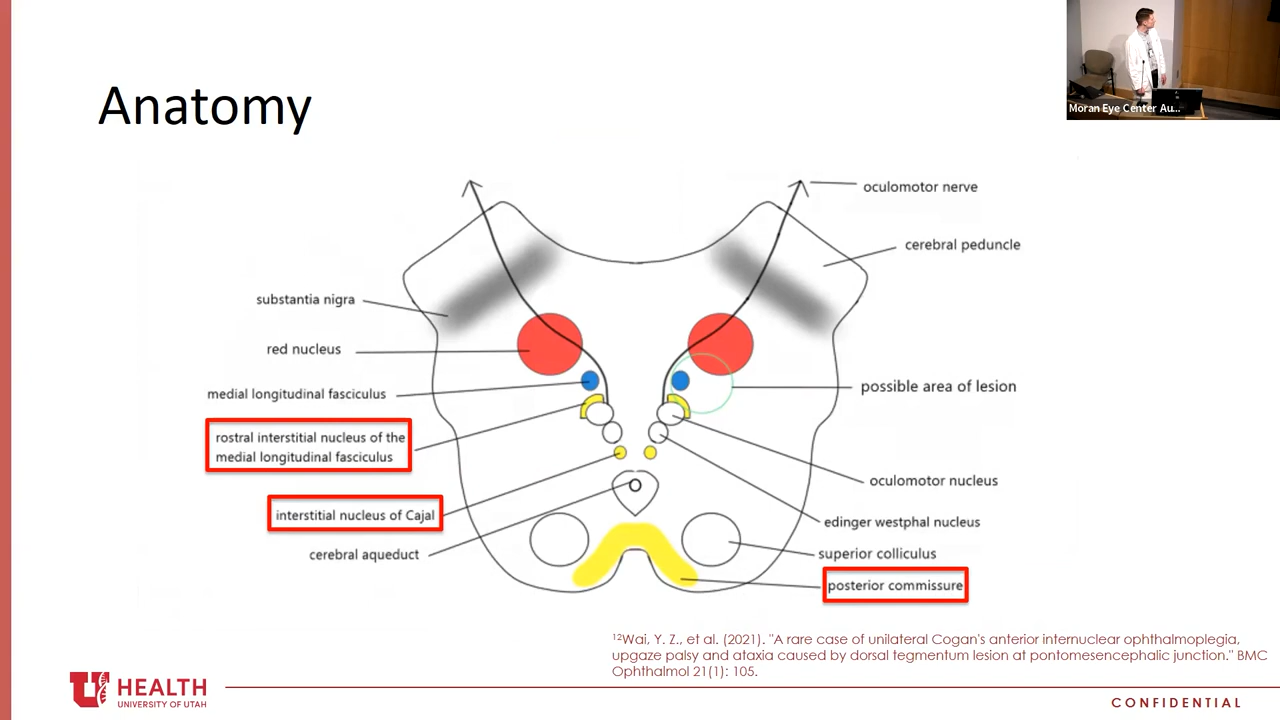 Moran Eye Center Au...
Anatomy
oculomotor nerve
cerebral peduncle
substantia nigra
red nucleus
medial longitudinal fasciculus
possible area of lesion
rostral interstitial nucleus of the
medial longitudinal fasciculus
oculomotor nucleus
interstitial nucleus of Cajal
edinger westphal nucleus
cerebral aqueduct
superior colliculus
posterior commissure
12Wai, Y. Z., et al. (2021). "A rare case of unilateral Cogan's anterior internuclear ophthalmoplegia,
upgaze palsy and ataxia caused by dorsal tegmentum lesion at pontomesencephalic junction." BMC
Ophthalmol 21(1): 105.
U HEALTH
UNIVERSITY OF UTAH
CONFIDENTIAL